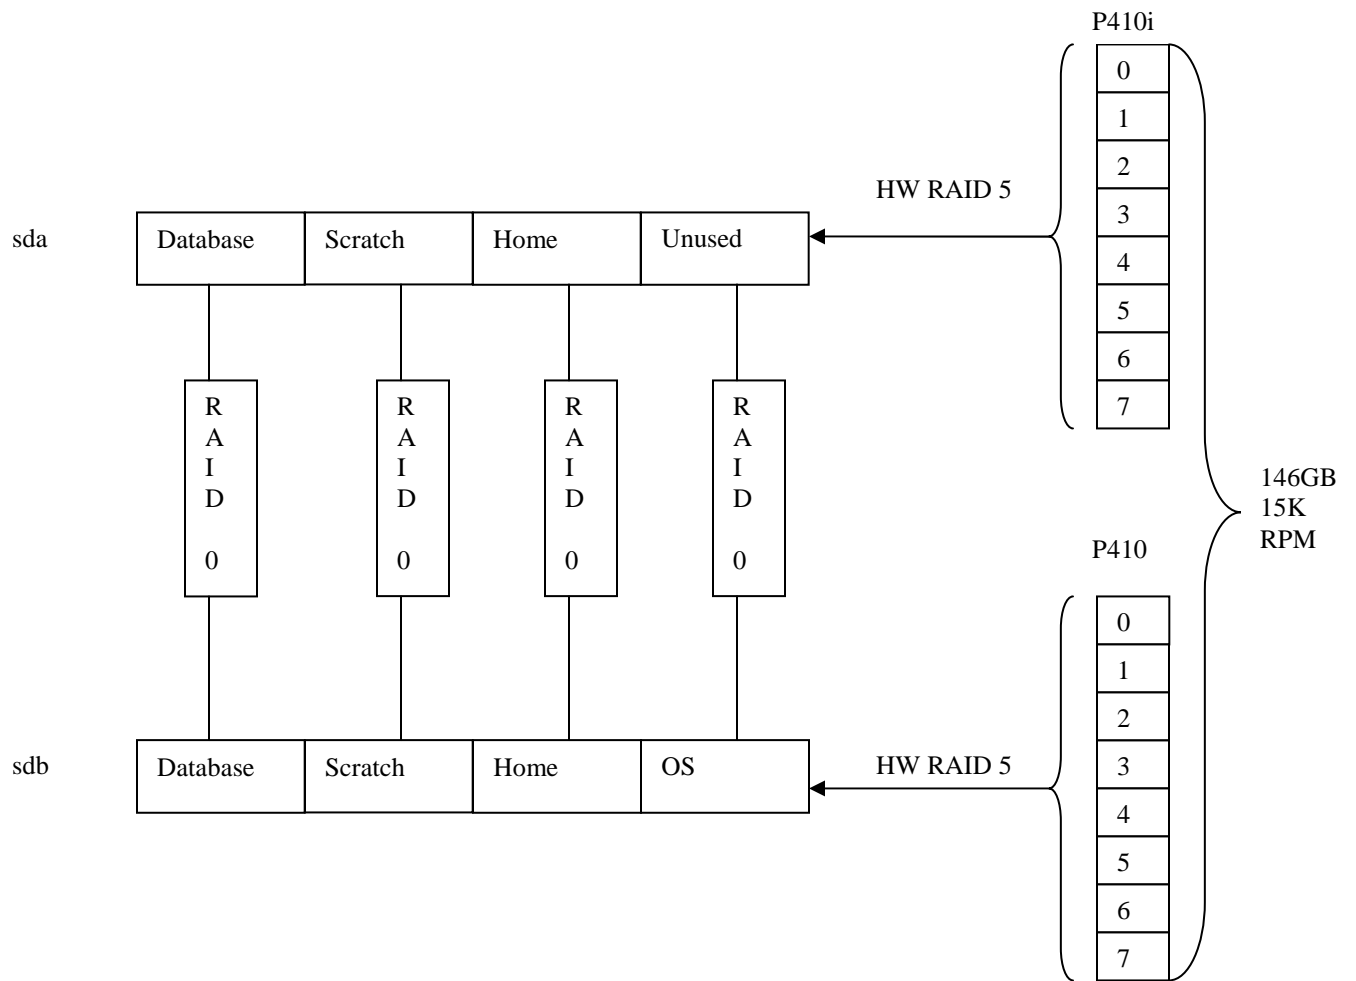 P410i
0
1
2
3
4
5
6
7
HW RAID 5
sda
Database Scratch Home Unused
R R R R
A A A A
I I I I
D D D D
0 0 0 0
146GB
15K
RPM
P410
0
1
2
3
4
5
6
7
HW RAID 5
sdb
Database Scratch Home OS